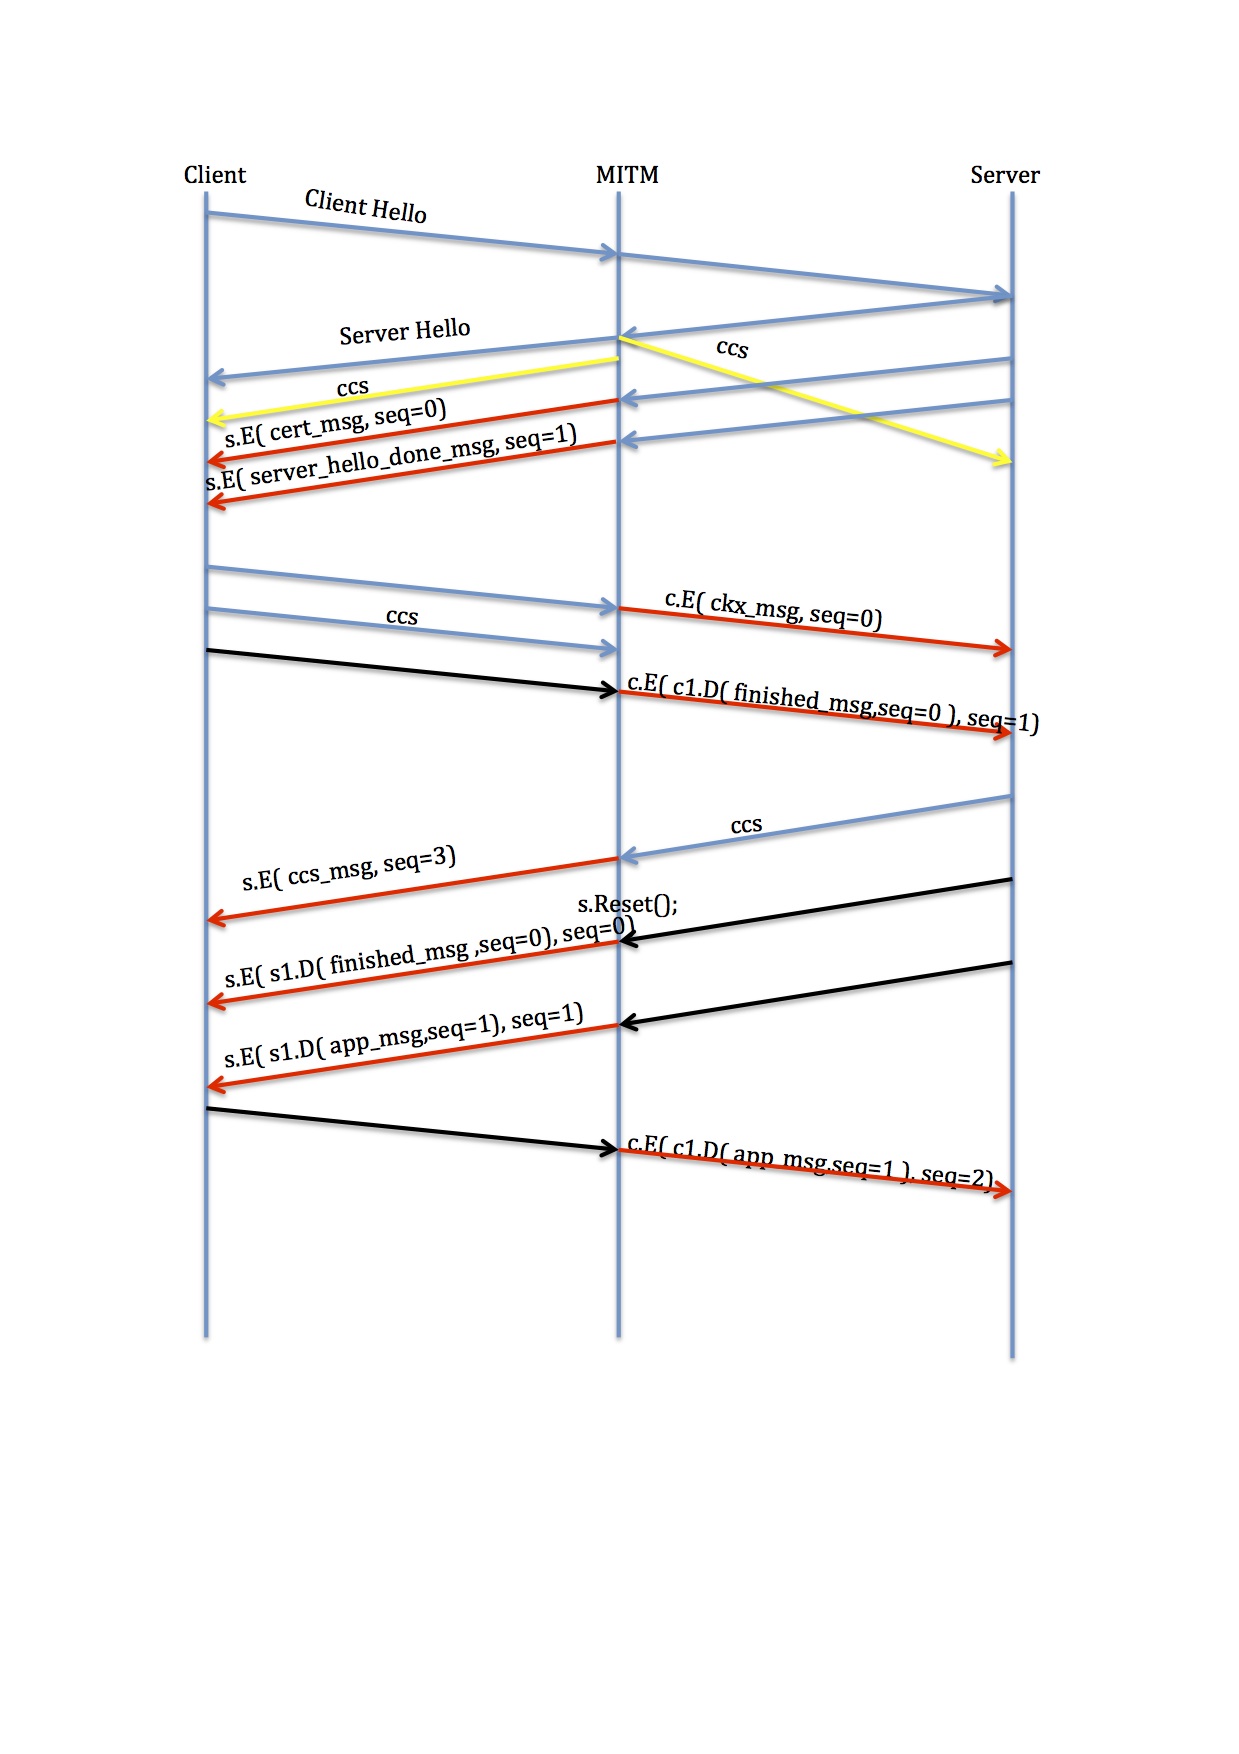 Client
MITM
Server
Client Hello
Server Hello
ccs
ccs
s.E( cert_msg, seq=0)
s.E( server_hello_done_msg, seq=1)
c.E( ckx_msg, seq=0)
ccs
c.E( c1.D( finished_msg,seq=0 ), seq=1)
ccs
s.E( ccs_msg, seq=3)
s.Reset();
s.E( s1.D( finished_msg ,seq=0), seq=0)
s.E( s1.D( app_msg,seq=1), seq=1)
c.E( c1.D( app_msg,seq=1 ), seq=2)